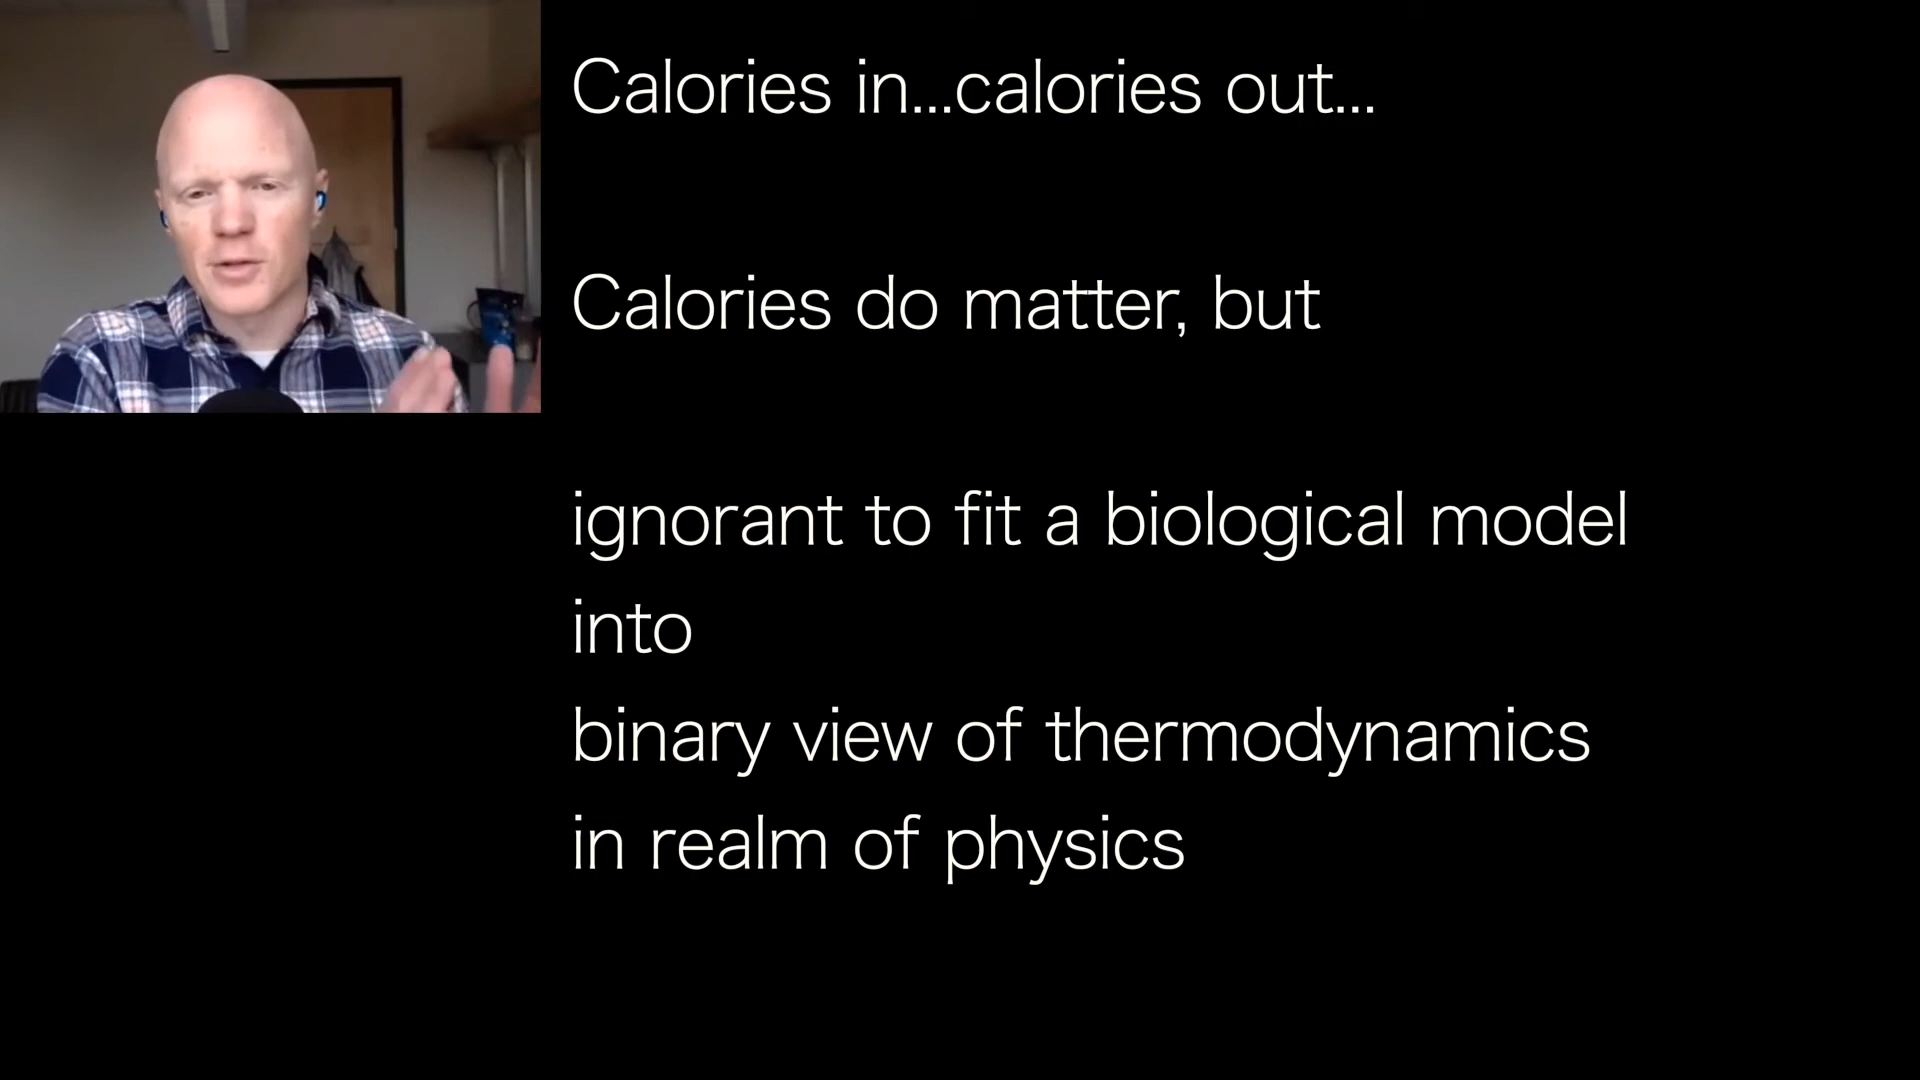 Calories in...calories out...
Calories do matter, but
ignorant to fit a biological model
into
binary view of thermodynamics
in realm of physics